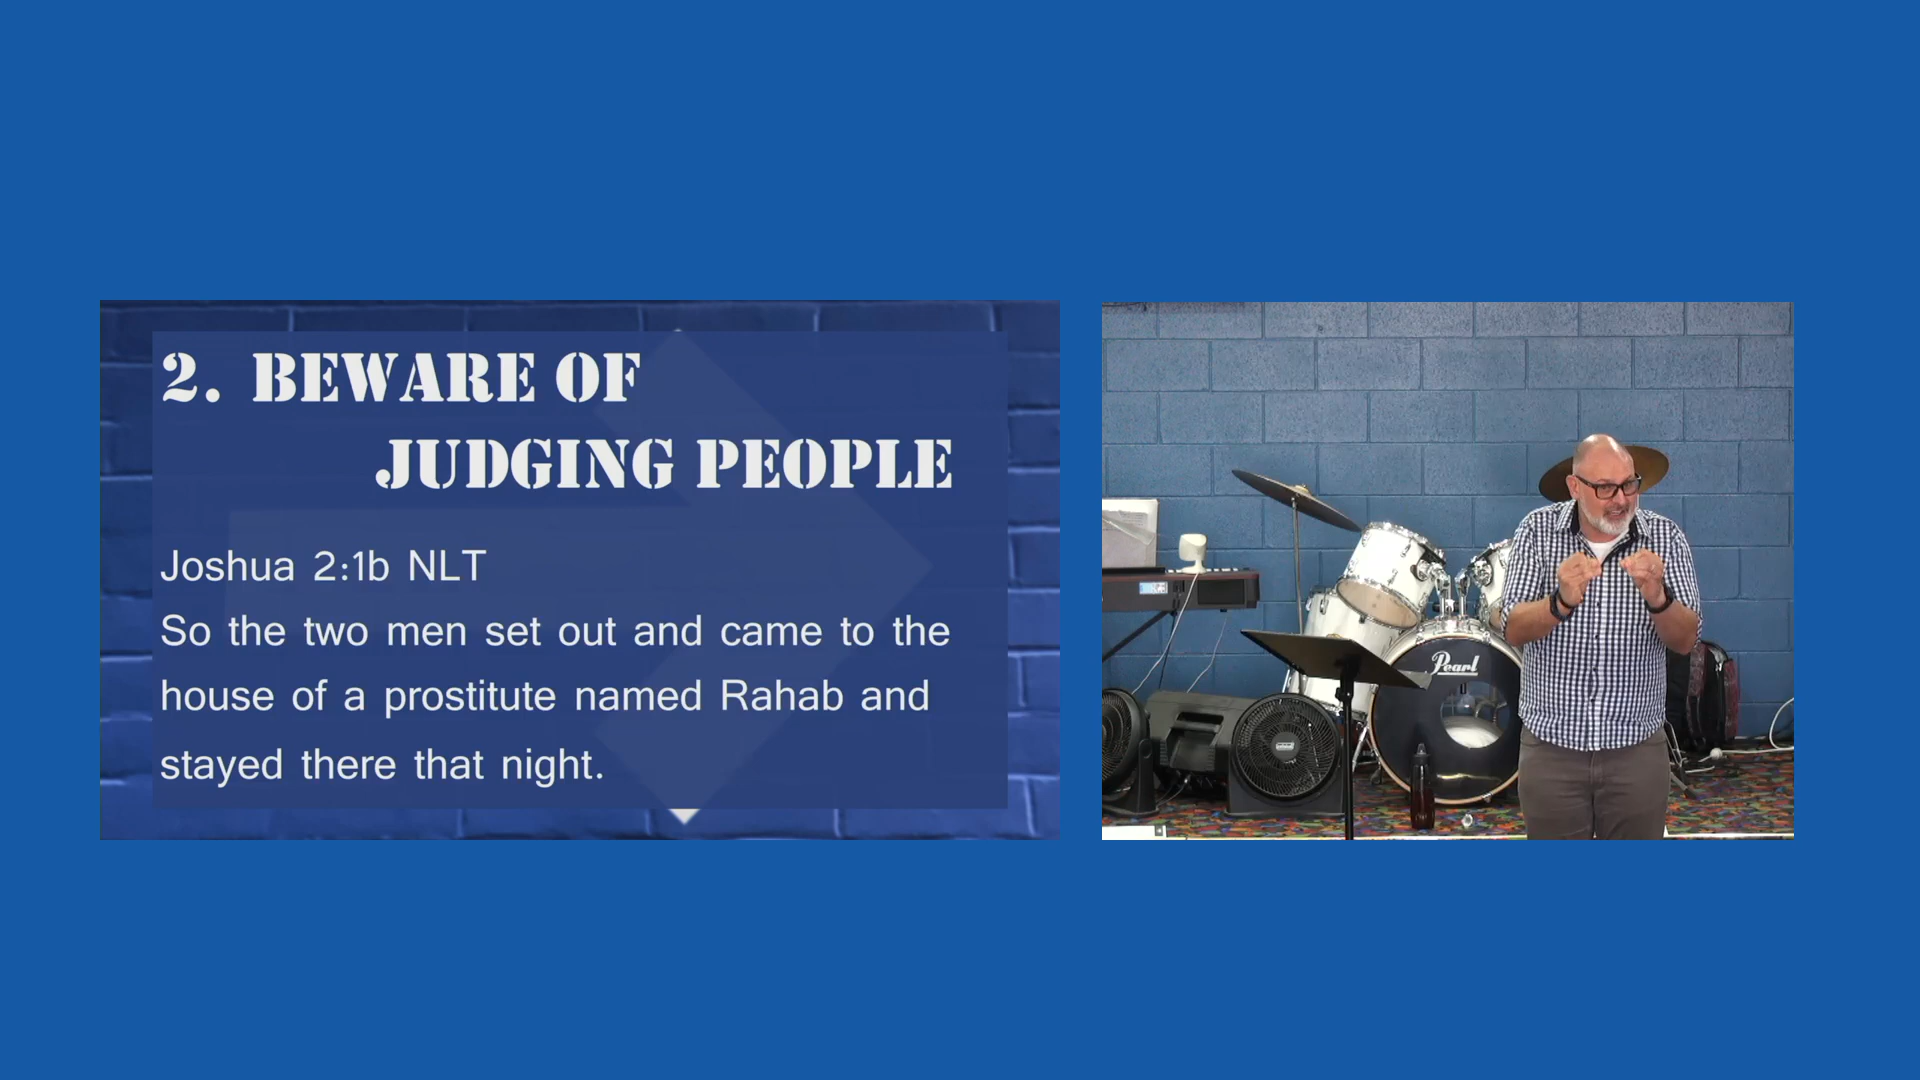 2. BEWARE OF
JUDGING PEOPLE
Joshua 2:1b NLT
So the two men set out and came to the
house of a prostitute named Rahab and
stayed there that night.
Pearl